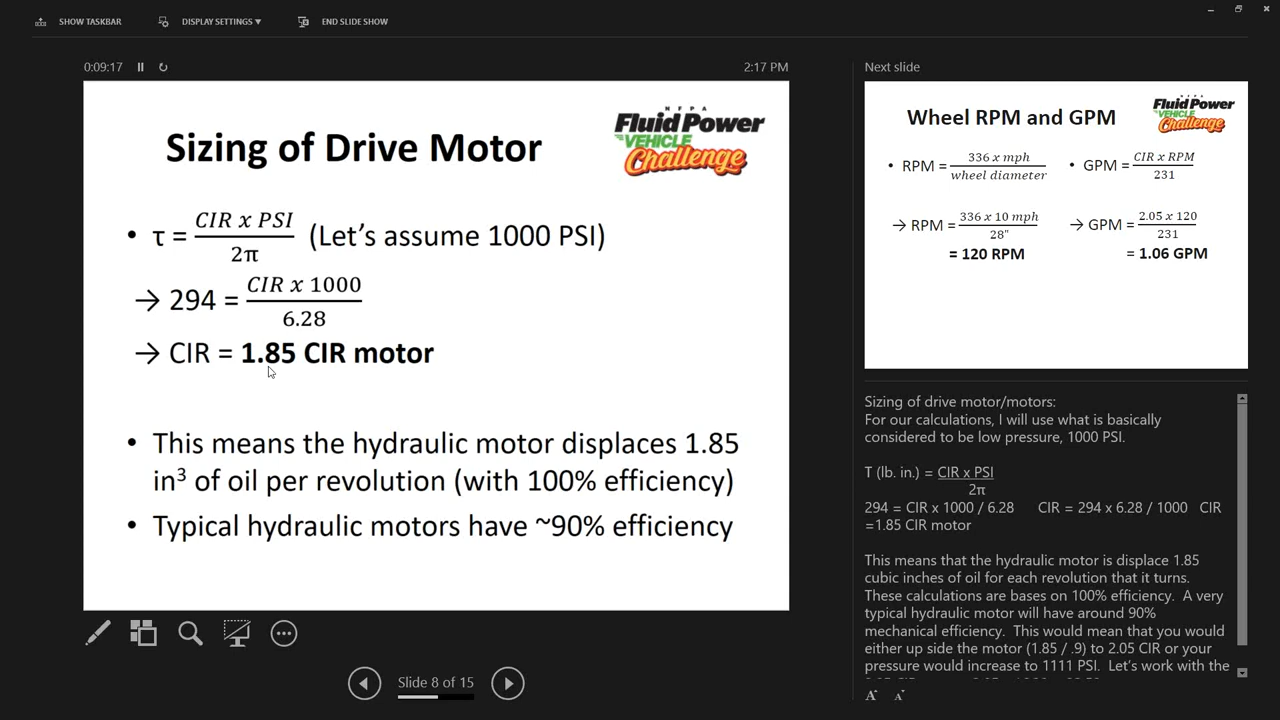 SHOW TASKBAR DISPLAY SETTINGS ▼ END SLIDE SHOW
0:09:17 2:17 PM
Sizing of Drive Motor
NFPA
Fluid Power
VEHICLE
Challenge
• τ = CIR x PSI / 2π (Let's assume 1000 PSI)
→ 294 = CIR x 1000 / 6.28
→ CIR = 1.85 CIR motor
• This means the hydraulic motor displaces 1.85
in³ of oil per revolution (with 100% efficiency)
• Typical hydraulic motors have ~90% efficiency
Slide 8 of 15
Next slide
Wheel RPM and GPM
NFPA
Fluid Power
VEHICLE
Challenge
• RPM = 336 x mph / wheel diameter • GPM = CIR x RPM / 231
→ RPM = 336 x 10 mph / 28" → GPM = 2.05 x 120 / 231
= 120 RPM = 1.06 GPM
Sizing of drive motor/motors:
For our calculations, I will use what is basically
considered to be low pressure, 1000 PSI.
T (lb. in.) = CIR x PSI
2π
294 = CIR x 1000 / 6.28 CIR = 294 x 6.28 / 1000 CIR
=1.85 CIR motor
This means that the hydraulic motor is displace 1.85
cubic inches of oil for each revolution that it turns.
These calculations are bases on 100% efficiency. A very
typical hydraulic motor will have around 90%
mechanical efficiency. This would mean that you would
either up side the motor (1.85 / .9) to 2.05 CIR or your
pressure would increase to 1111 PSI. Let's work with the
A A